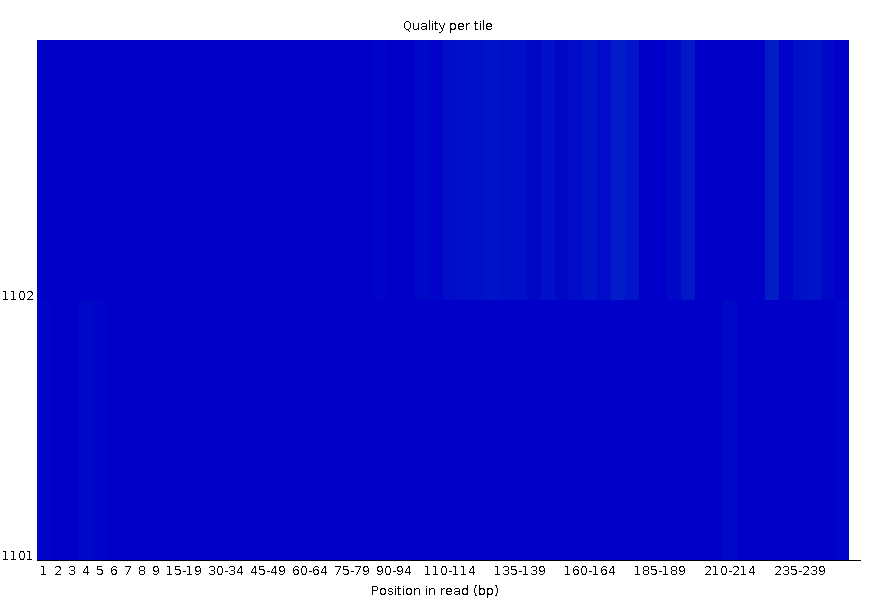 Quality per tile
1102
1101
1 2 3 4 5 6 7 8 9 15-19 30-34 45-49 60-64 75-79 90-94 110-114 135-139 160-164 185-189 210-214 235-239
Position in read (bp)